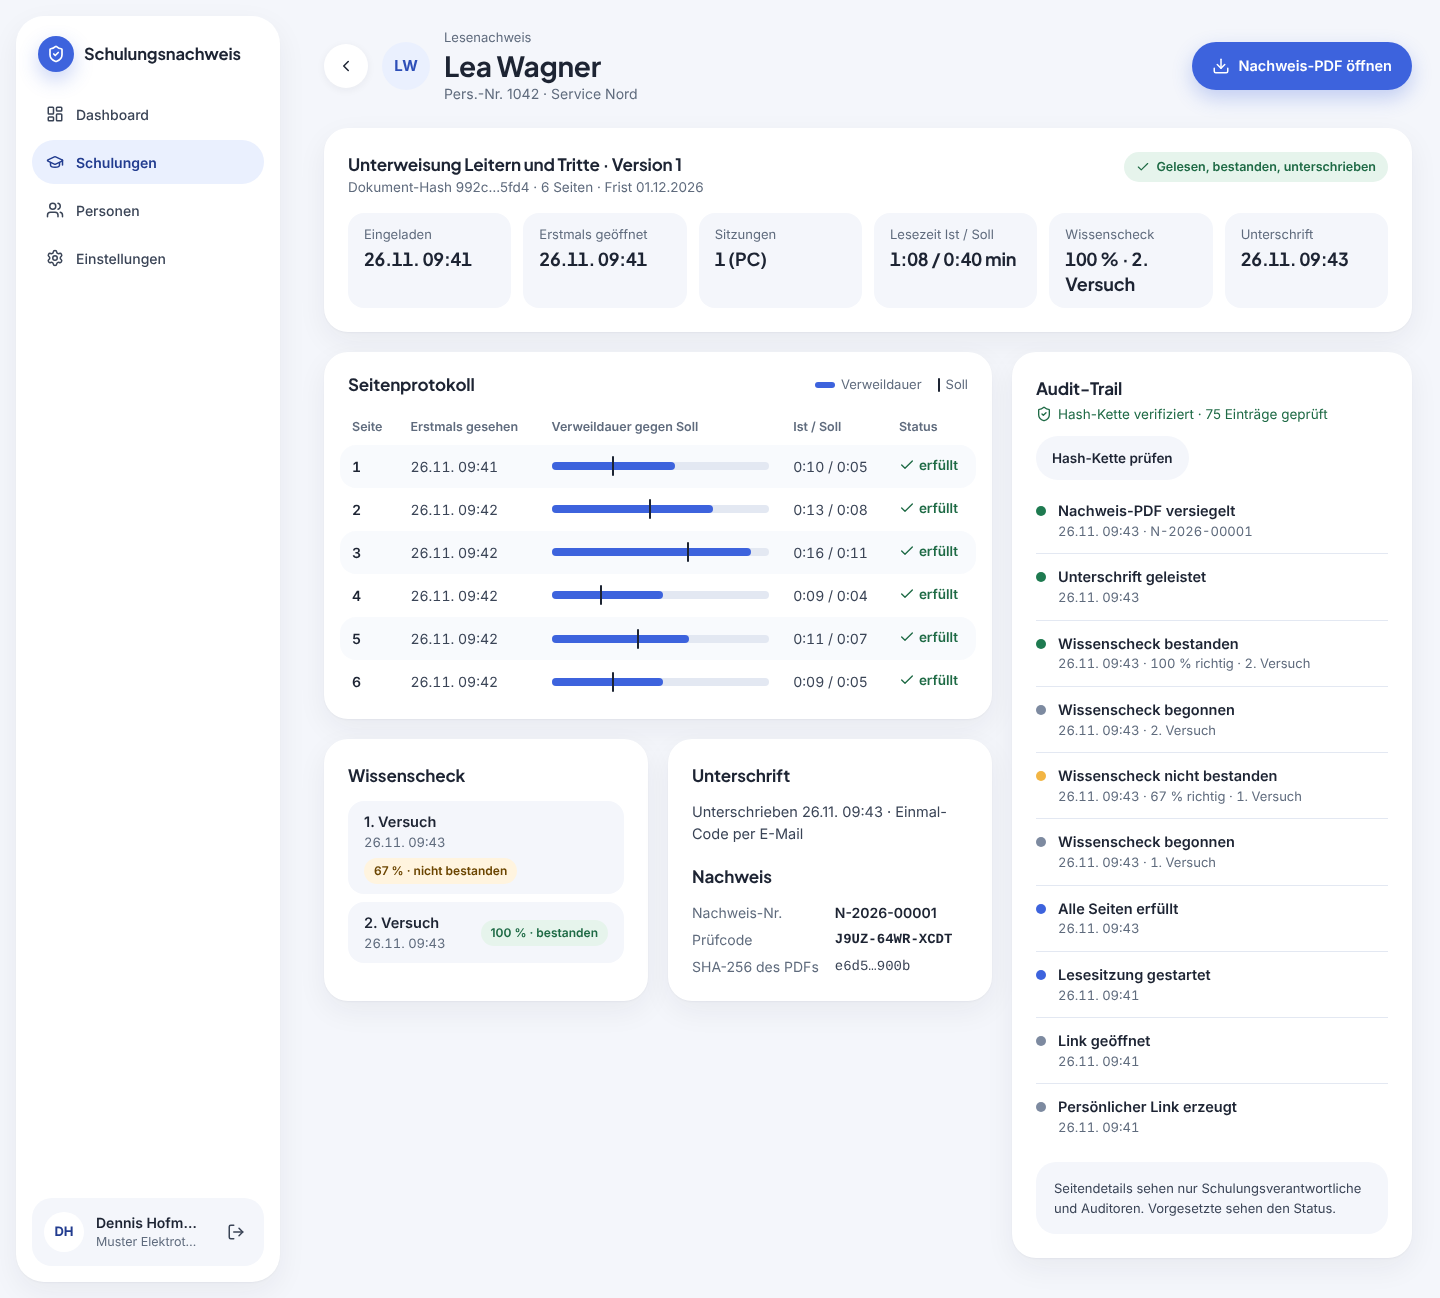 Schulungsnachweis
Dashboard
Schulungen
Personen
Einstellungen
DH
Dennis Hofm...
Muster Elektrot...
LW
Lesenachweis
Lea Wagner
Pers.-Nr. 1042 · Service Nord
Nachweis-PDF öffnen
Unterweisung Leitern und Tritte · Version 1
Dokument-Hash 992c…5fd4 · 6 Seiten · Frist 01.12.2026
Gelesen, bestanden, unterschrieben
Eingeladen
26.11. 09:41
Erstmals geöffnet
26.11. 09:41
Sitzungen
1 (PC)
Lesezeit Ist / Soll
1:08 / 0:40 min
Wissenscheck
100 % · 2.
Versuch
Unterschrift
26.11. 09:43
Seitenprotokoll
Verweildauer Soll
Seite Erstmals gesehen Verweildauer gegen Soll Ist / Soll Status
1 26.11. 09:41 0:10 / 0:05 erfüllt
2 26.11. 09:42 0:13 / 0:08 erfüllt
3 26.11. 09:42 0:16 / 0:11 erfüllt
4 26.11. 09:42 0:09 / 0:04 erfüllt
5 26.11. 09:42 0:11 / 0:07 erfüllt
6 26.11. 09:42 0:09 / 0:05 erfüllt
Wissenscheck
1. Versuch
26.11. 09:43
67 % · nicht bestanden
2. Versuch
26.11. 09:43
100 % · bestanden
Unterschrift
Unterschrieben 26.11. 09:43 · Einmal-
Code per E-Mail
Nachweis
Nachweis-Nr. N-2026-00001
Prüfcode J9UZ-64WR-XCDT
SHA-256 des PDFs e6d5…900b
Audit-Trail
Hash-Kette verifiziert · 75 Einträge geprüft
Hash-Kette prüfen
Nachweis-PDF versiegelt
26.11. 09:43 · N-2026-00001
Unterschrift geleistet
26.11. 09:43
Wissenscheck bestanden
26.11. 09:43 · 100 % richtig · 2. Versuch
Wissenscheck begonnen
26.11. 09:43 · 2. Versuch
Wissenscheck nicht bestanden
26.11. 09:43 · 67 % richtig · 1. Versuch
Wissenscheck begonnen
26.11. 09:43 · 1. Versuch
Alle Seiten erfüllt
26.11. 09:43
Lesesitzung gestartet
26.11. 09:41
Link geöffnet
26.11. 09:41
Persönlicher Link erzeugt
26.11. 09:41
Seitendetails sehen nur Schulungsverantwortliche
und Auditoren. Vorgesetzte sehen den Status.